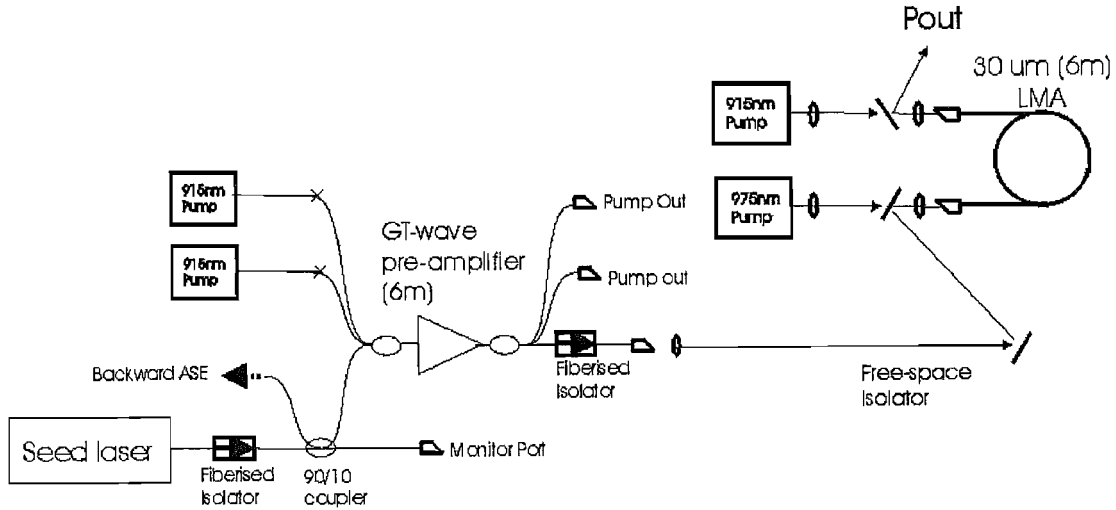 Pout
30 um (6m)
LMA
915nm
Pump
975nm
Pump
915nm
Pump
915nm
Pump
GT-wave
pre-amplifier
(6m)
Pump Out
Pump out
Fiberised
Isolator
Free-space
Isolator
Backward ASE
Seed laser
Fiberised
Isolator
90/10
coupler
Monitor Port